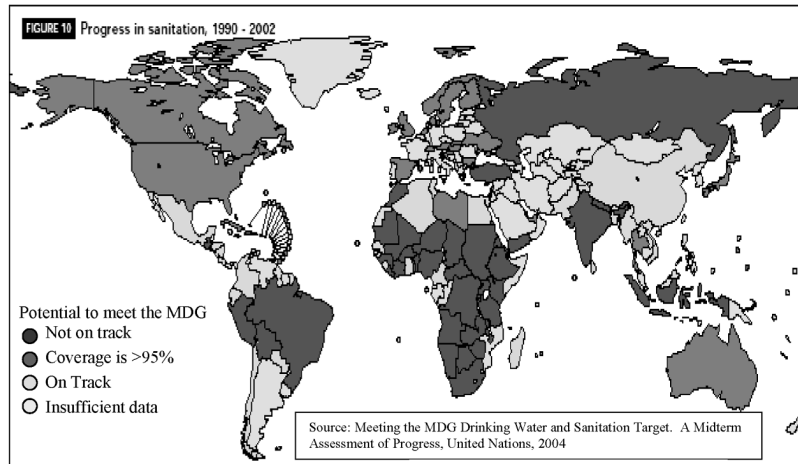 FIGURE 10 Progress in sanitation, 1990 - 2002
Potential to meet the MDG
Not on track
Coverage is >95%
On Track
Insufficient data
Source: Meeting the MDG Drinking Water and Sanitation Target. A Midterm
Assessment of Progress, United Nations, 2004